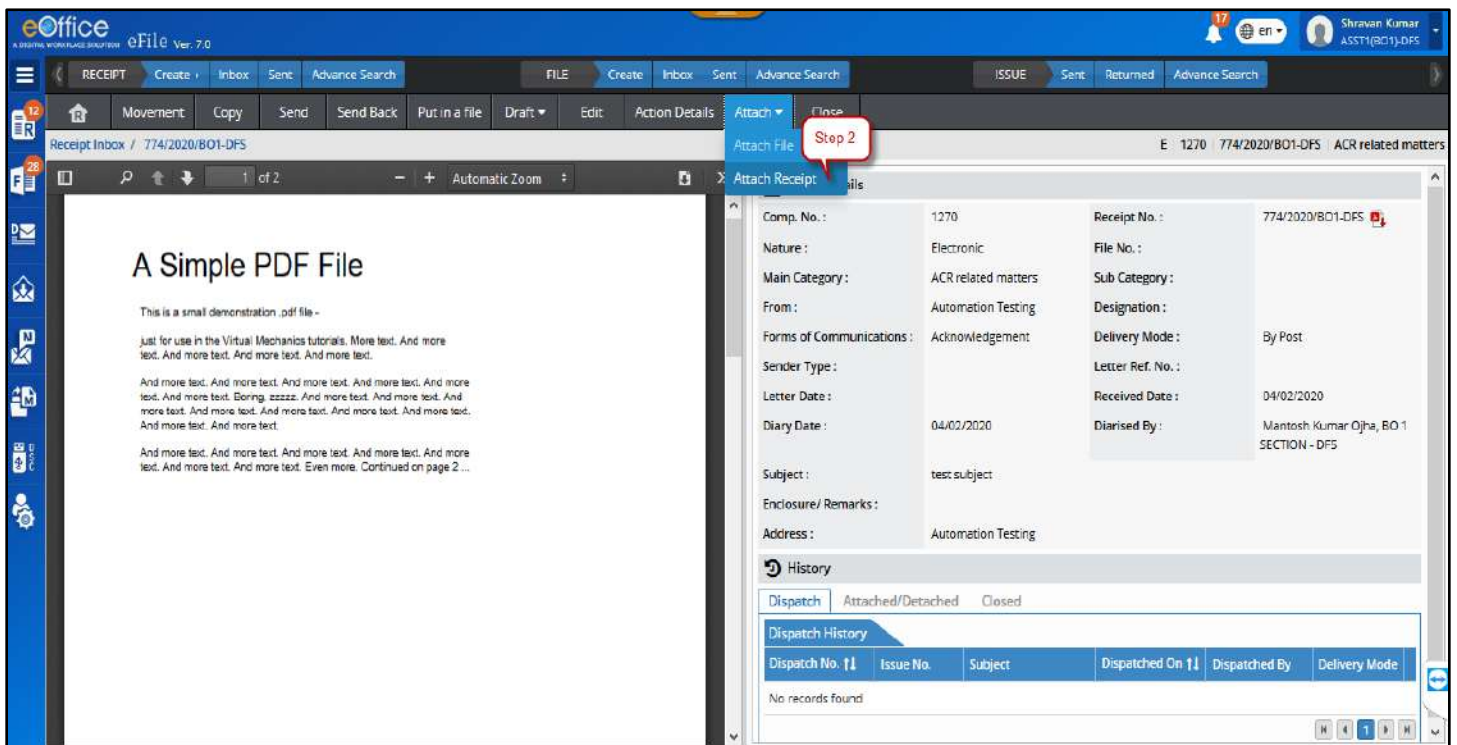 eOffice
A DIGITAL WORKPLACE SOLUTION
eFile Ver. 7.0
17
en
Shravan Kumar
ASST1(BO1)-DFS
RECEIPT Create Inbox Sent Advance Search FILE Create Inbox Sent Advance Search ISSUE Sent Returned Advance Search
12
R
Movement Copy Send Send Back Put in a file Draft Edit Action Details Attach Close
Receipt Inbox / 774/2020/BO1-DFS
Attach File
Step 2
E 1270 774/2020/BO1-DFS ACR related matters
28
F
1 of 2
Automatic Zoom
Attach Receipt
ails
Comp. No. : 1270 Receipt No. : 774/2020/BO1-DFS
Nature : Electronic File No. :
Main Category : ACR related matters Sub Category :
From : Automation Testing Designation :
Forms of Communications : Acknowledgement Delivery Mode : By Post
Sender Type : Letter Ref. No. :
Letter Date : Received Date : 04/02/2020
Diary Date : 04/02/2020 Diarised By : Mantosh Kumar Ojha, BO 1
SECTION - DFS
Subject : test subject
Enclosure/ Remarks :
Address : Automation Testing
History
Dispatch Attached/Detached Closed
Dispatch History
Dispatch No. Issue No. Subject Dispatched On Dispatched By Delivery Mode
No records found
1
A Simple PDF File
This is a small demonstration .pdf file -
just for use in the Virtual Mechanics tutorials. More text. And more
text. And more text. And more text. And more text.
And more text. And more text. And more text. And more text. And more
text. And more text. Boring, zzzzz. And more text. And more text. And
more text. And more text. And more text. And more text. And more text.
And more text. And more text.
And more text. And more text. And more text. And more text. And more
text. And more text. And more text. Even more. Continued on page 2 ...
D
N
M
DSC